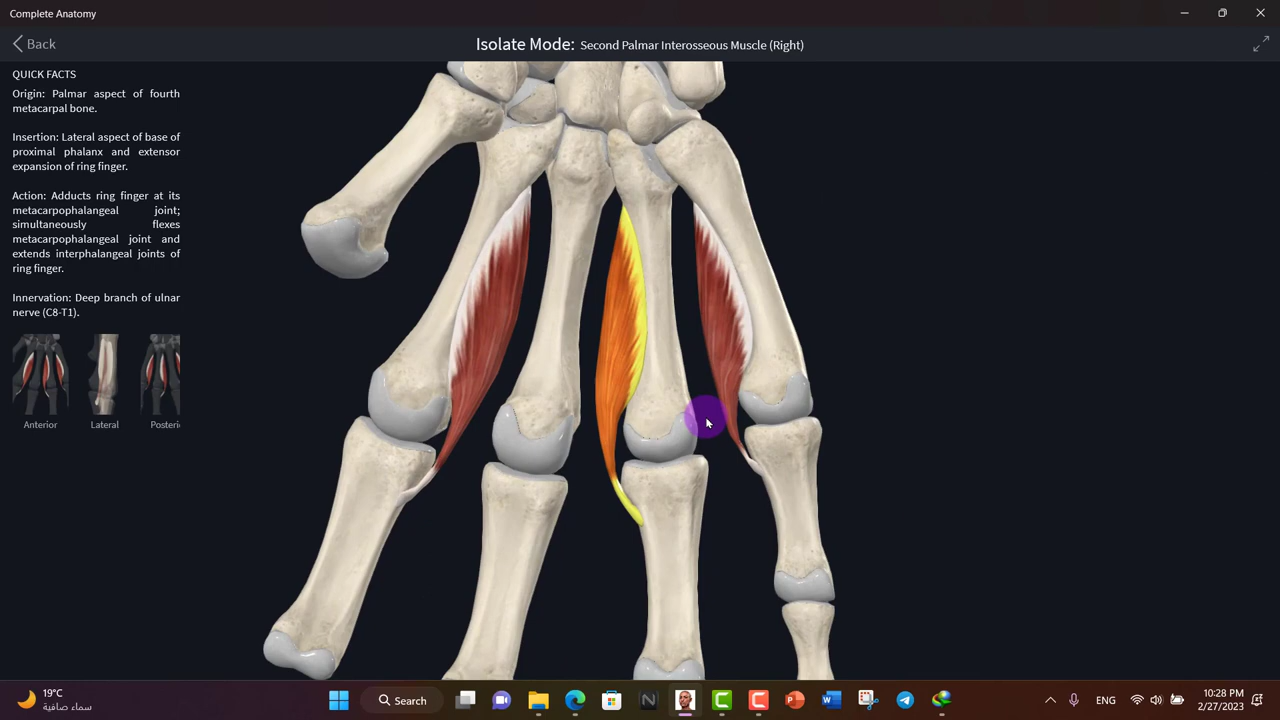 Complete Anatomy
Back
Isolate Mode: Second Palmar Interosseous Muscle (Right)
QUICK FACTS
Origin: Palmar aspect of fourth
metacarpal bone.
Insertion: Lateral aspect of base of
proximal phalanx and extensor
expansion of ring finger.
Action: Adducts ring finger at its
metacarpophalangeal joint;
simultaneously flexes
metacarpophalangeal joint and
extends interphalangeal joints of
ring finger.
Innervation: Deep branch of ulnar
nerve (C8-T1).
Anterior
Lateral
Posteri
19°C
سماء صافية
Search
ENG
10:28 PM
2/27/2023